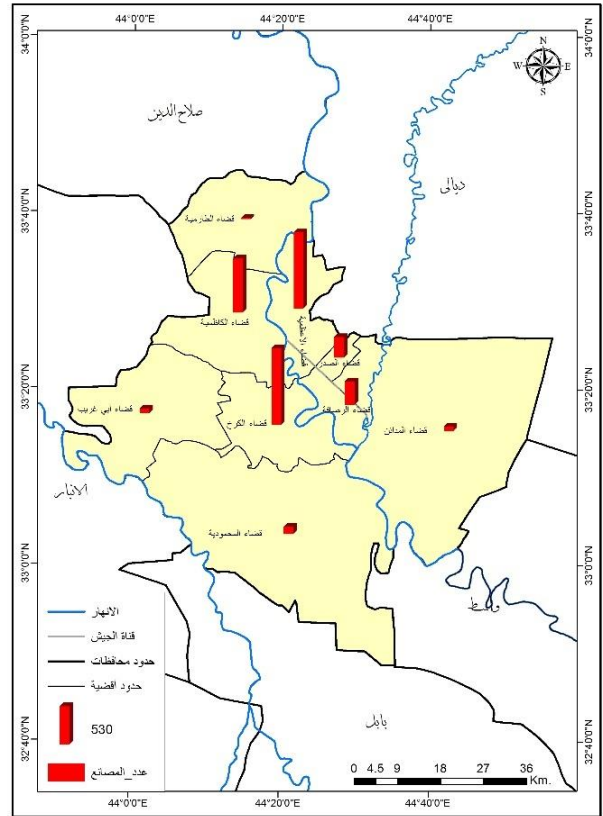 44°0'0"E 44°20'0"E 44°40'0"E
34°0'0"N 34°0'0"N
N
W E
S
صلاح الدين
ديالى
قضاء الطارمية
33°40'0"N 33°40'0"N
قضاء الكاظمية
قضاء الاعظمية
قضاء الصدر
33°20'0"N 33°20'0"N
قضاء ابي غريب
قضاء الكرخ
قضاء الرصافة
قضاء المدائن
الانبار
قضاء المحمودية
33°0'0"N 33°0'0"N
واسط
بابل
الانهار
قناة الجيش
حدود محافظات
حدود اقضية
530
عدد_المصانع
32°40'0"N 32°40'0"N
0 4.5 9 18 27 36
Km.
44°0'0"E 44°20'0"E 44°40'0"E